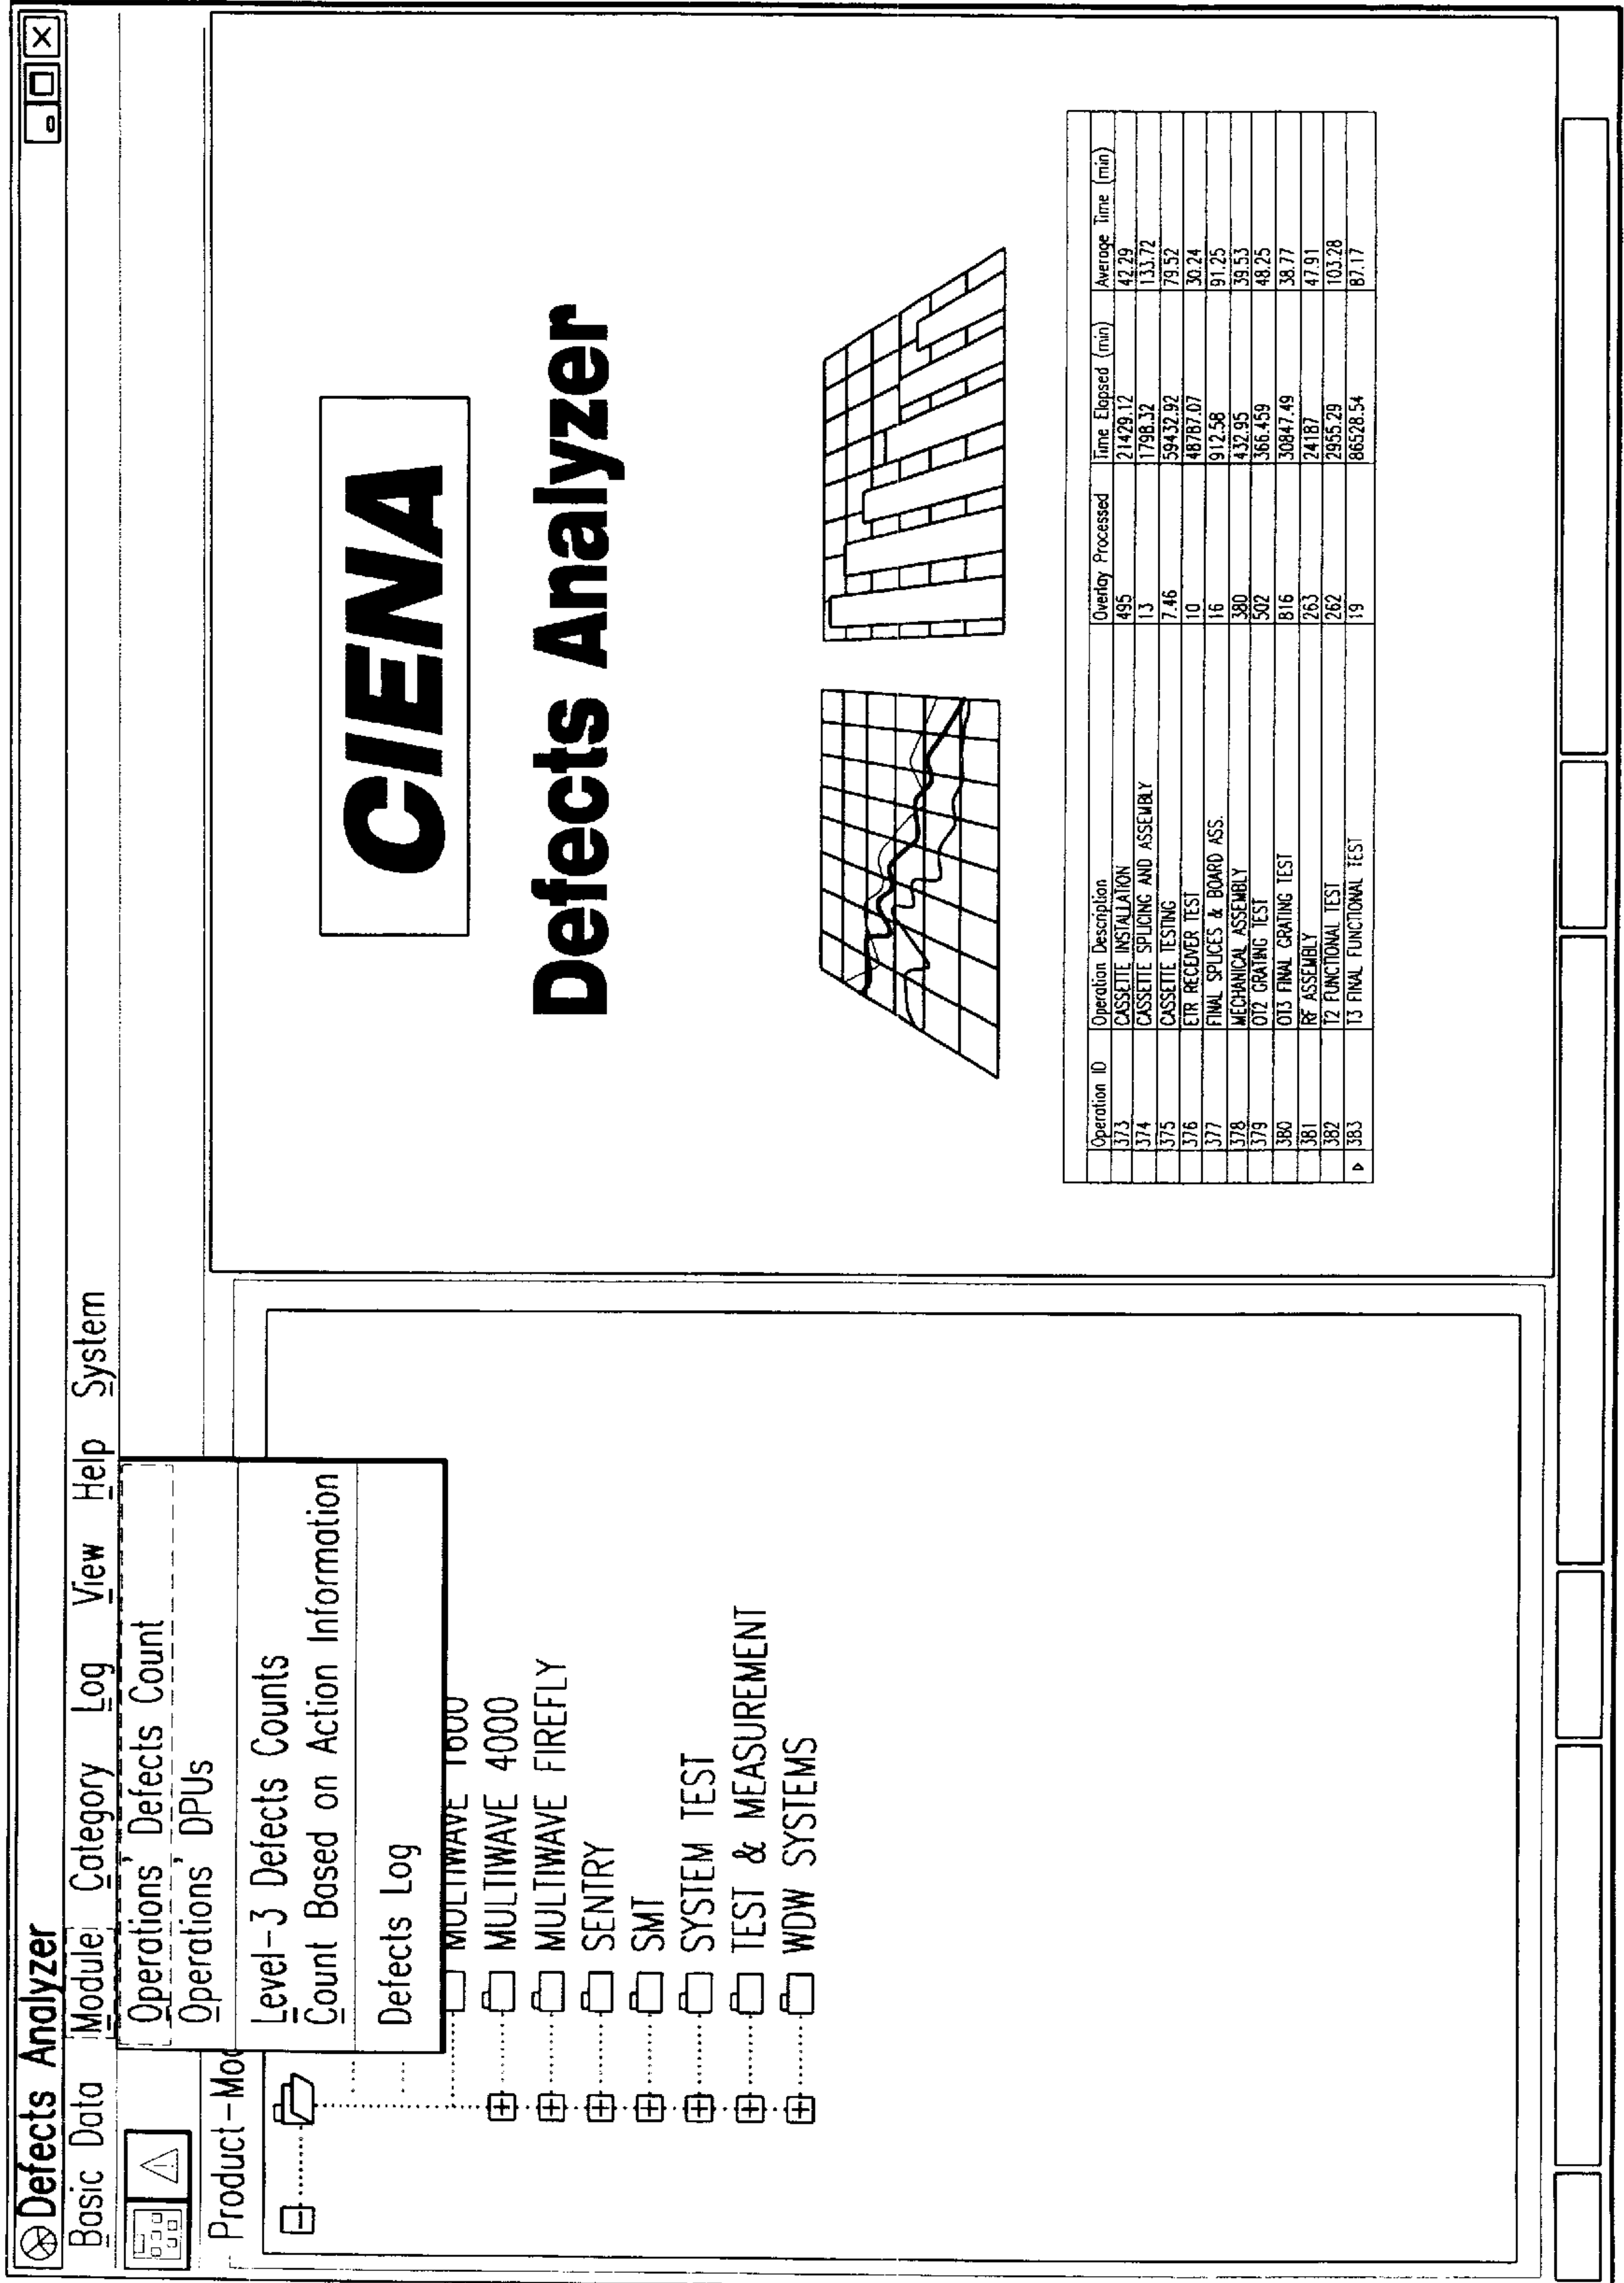 Defects Analyzer
Basic Data Module Category Log View Help System
Operations' Defects Count
Operations' DPUs
Level-3 Defects Counts
Count Based on Action Information
Defects Log
Product-Mod
MULTIWAVE 1600
MULTIWAVE 4000
MULTIWAVE FIREFLY
SENTRY
SMT
SYSTEM TEST
TEST & MEASUREMENT
WDW SYSTEMS
CIENA
Defects Analyzer
Operation ID Operation Description Overlay Processed Time Elapsed (min) Average Time (min)
373 CASSETTE INSTALLATION 495 21429.12 42.29
374 CASSETTE SPLICING AND ASSEMBLY 13 1798.32 133.72
375 CASSETTE TESTING 7.46 59432.92 79.52
376 ETR RECEIVER TEST 10 48787.07 30.24
377 FINAL SPLICES & BOARD ASS. 16 912.58 91.25
378 MECHANICAL ASSEMBLY 380 432.95 39.53
379 OT2 GRATING TEST 502 366.459 48.25
380 OT3 FINAL GRATING TEST 816 30847.49 38.77
381 RF ASSEMBLY 263 24187 47.91
382 T2 FUNCTIONAL TEST 262 2955.29 103.28
383 T3 FINAL FUNCTIONAL TEST 19 86528.54 87.17